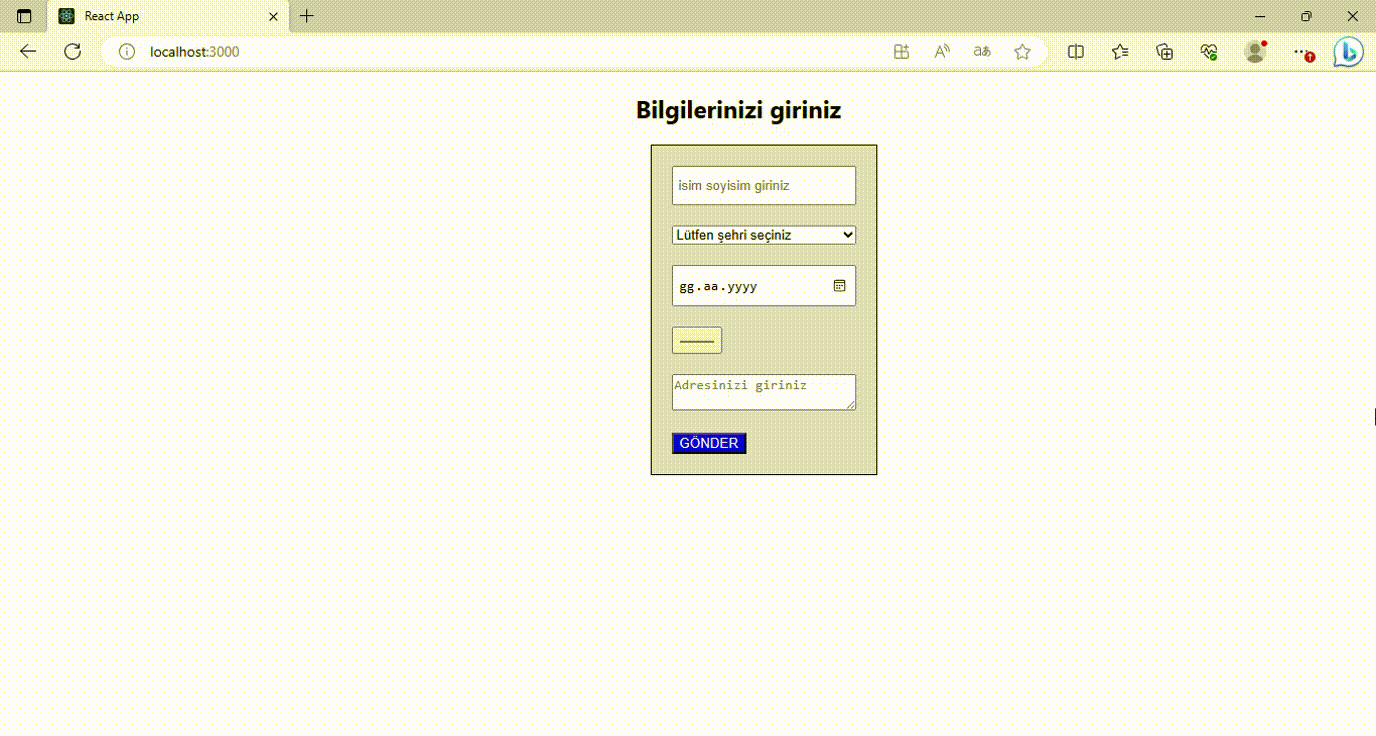 React App
localhost:3000
Bilgilerinizi giriniz
isim soyisim giriniz
Lütfen şehri seçiniz
gg.aa.yyyy
Adresinizi giriniz
GÖNDER